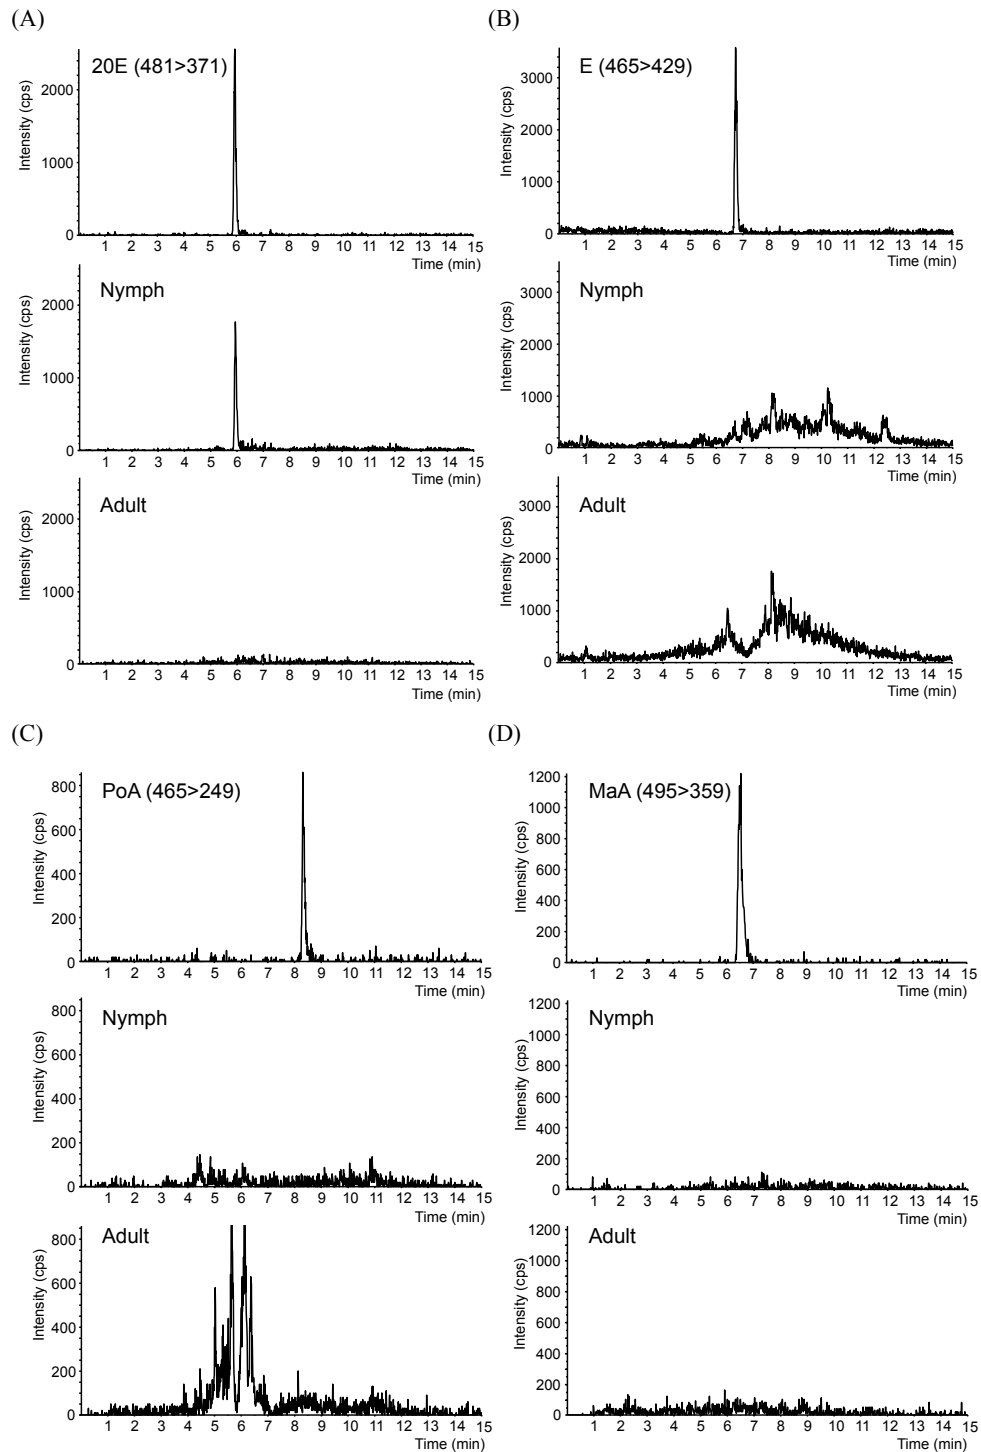 (A)
20E (481>371)
Intensity (cps)
2000
1000
0
1 2 3 4 5 6 7 8 9 10 11 12 13 14 15
Time (min)
Nymph
Intensity (cps)
2000
1000
0
1 2 3 4 5 6 7 8 9 10 11 12 13 14 15
Time (min)
Adult
Intensity (cps)
2000
1000
0
1 2 3 4 5 6 7 8 9 10 11 12 13 14 15
Time (min)
(B)
E (465>429)
Intensity (cps)
3000
2000
1000
0
1 2 3 4 5 6 7 8 9 10 11 12 13 14 15
Time (min)
Nymph
Intensity (cps)
3000
2000
1000
0
1 2 3 4 5 6 7 8 9 10 11 12 13 14 15
Time (min)
Adult
Intensity (cps)
3000
2000
1000
0
1 2 3 4 5 6 7 8 9 10 11 12 13 14 15
Time (min)
(C)
PoA (465>249)
Intensity (cps)
800
600
400
200
0
1 2 3 4 5 6 7 8 9 10 11 12 13 14 15
Time (min)
Nymph
Intensity (cps)
800
600
400
200
0
1 2 3 4 5 6 7 8 9 10 11 12 13 14 15
Time (min)
Adult
Intensity (cps)
800
600
400
200
0
1 2 3 4 5 6 7 8 9 10 11 12 13 14 15
Time (min)
(D)
MaA (495>359)
Intensity (cps)
1200
1000
800
600
400
200
0
1 2 3 4 5 6 7 8 9 10 11 12 13 14 15
Time (min)
Nymph
Intensity (cps)
1200
1000
800
600
400
200
0
1 2 3 4 5 6 7 8 9 10 11 12 13 14 15
Time (min)
Adult
Intensity (cps)
1200
1000
800
600
400
200
0
1 2 3 4 5 6 7 8 9 10 11 12 13 14 15
Time (min)